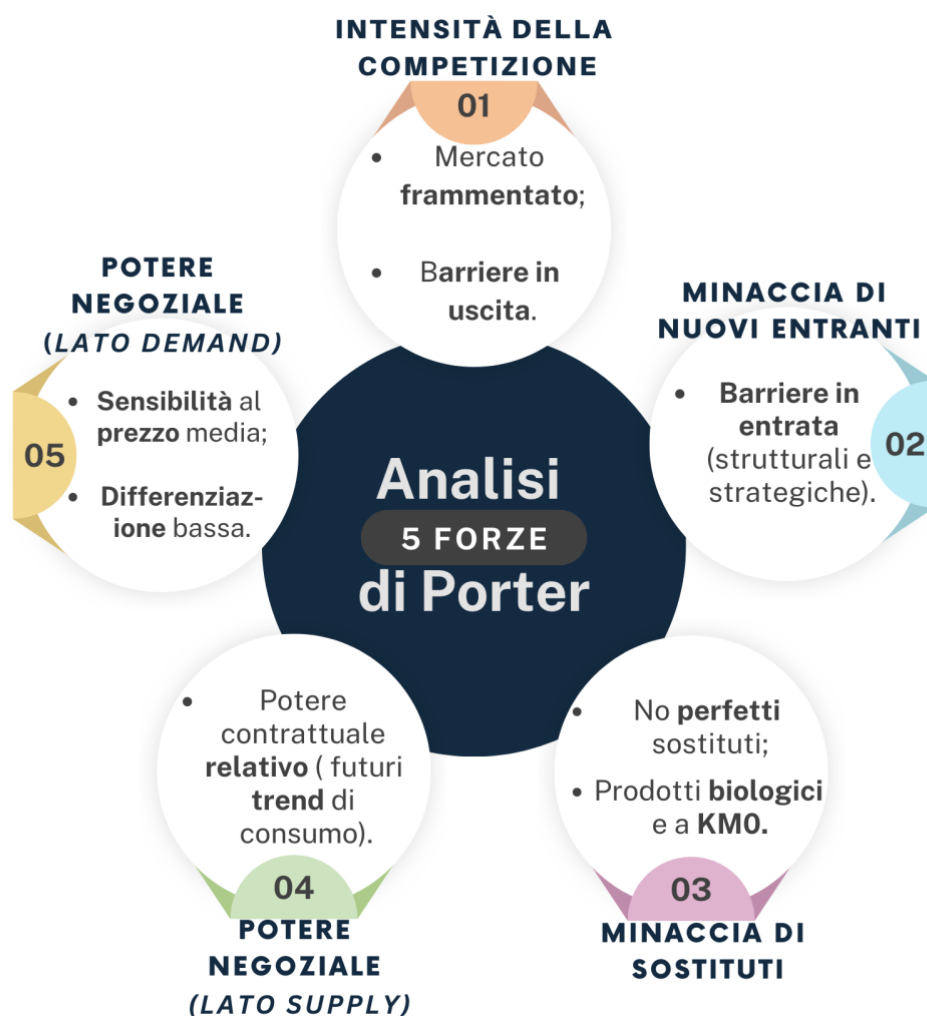 INTENSITÀ DELLA
COMPETIZIONE
01
• Mercato
frammentato;
• Barriere in
uscita.
MINACCIA DI
NUOVI ENTRANTI
02
• Barriere in
entrata
(strutturali e
strategiche).
• No perfetti
sostituti;
• Prodotti biologici
e a KM0.
03
MINACCIA DI
SOSTITUTI
• Potere
contrattuale
relativo ( futuri
trend di
consumo).
04
POTERE
NEGOZIALE
(LATO SUPPLY)
POTERE
NEGOZIALE
(LATO DEMAND)
05
• Sensibilità al
prezzo media;
• Differenziaz-
ione bassa.
Analisi
5 FORZE
di Porter